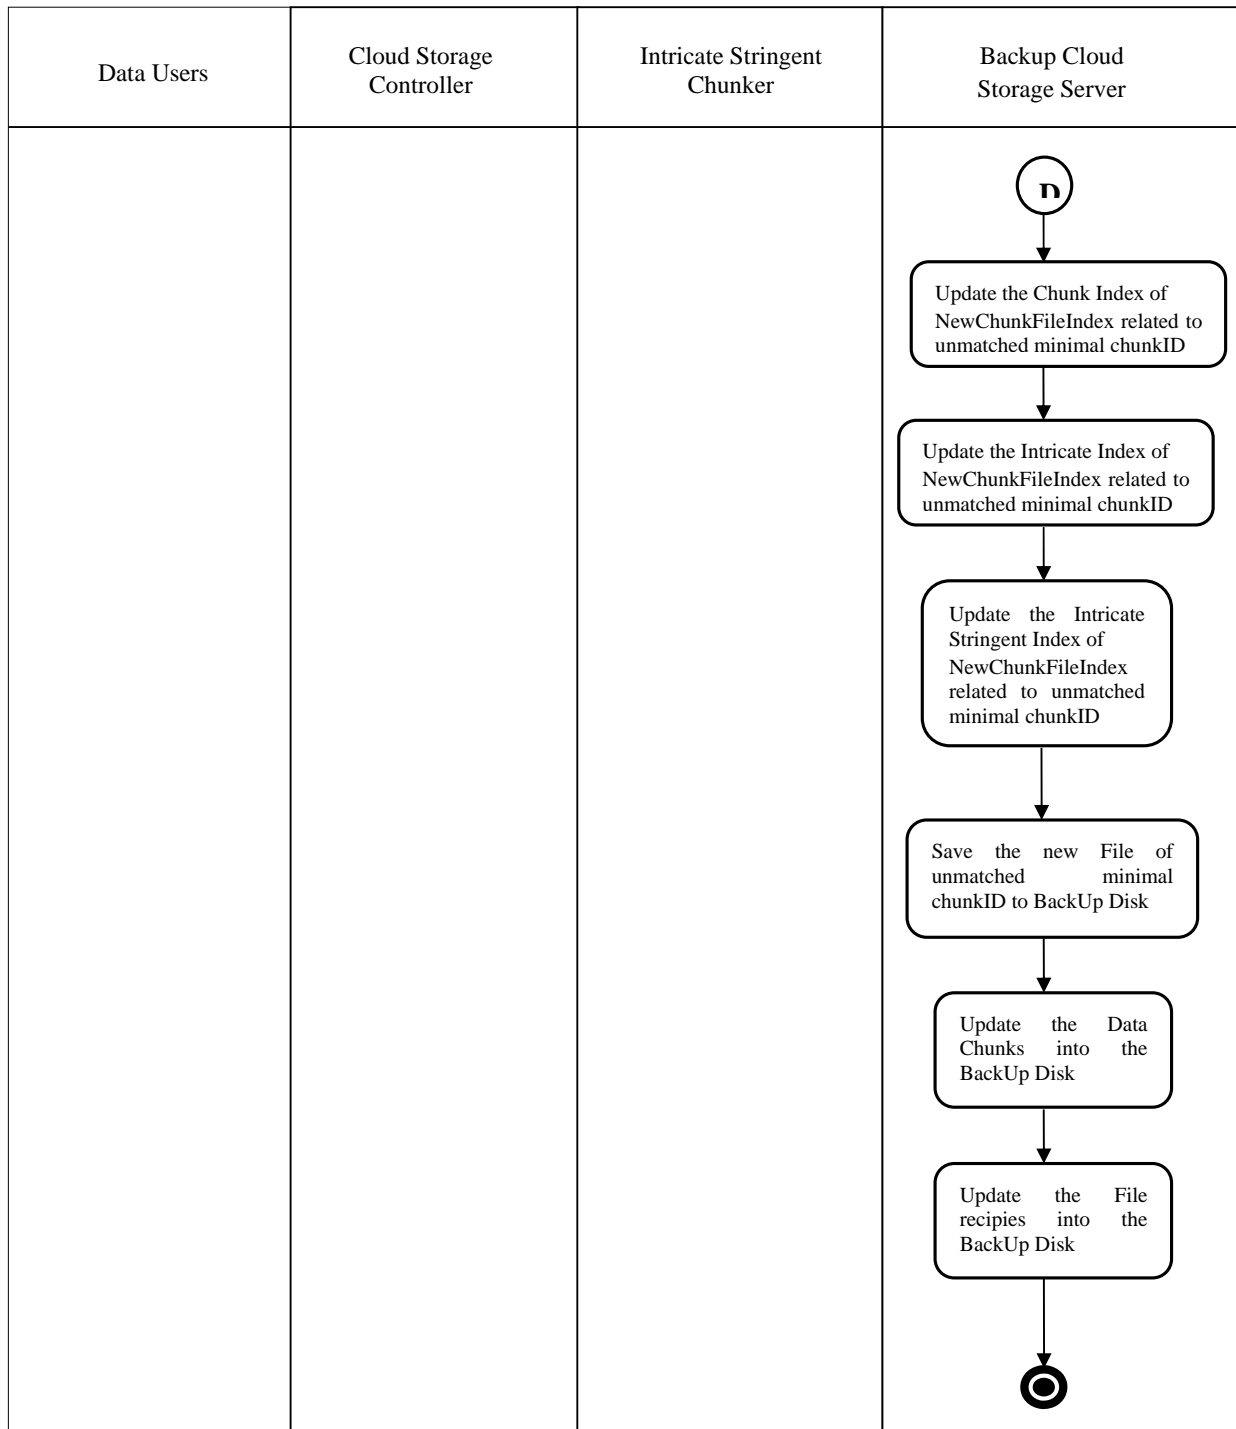 Data Users
Cloud Storage
Controller
Intricate Stringent
Chunker
Backup Cloud
Storage Server
D
Update the Chunk Index of
NewChunkFileIndex related to
unmatched minimal chunkID
Update the Intricate Index of
NewChunkFileIndex related to
unmatched minimal chunkID
Update the Intricate
Stringent Index of
NewChunkFileIndex
related to unmatched
minimal chunkID
Save the new File of
unmatched minimal
chunkID to BackUp Disk
Update the Data
Chunks into the
BackUp Disk
Update the File
recipies into the
BackUp Disk